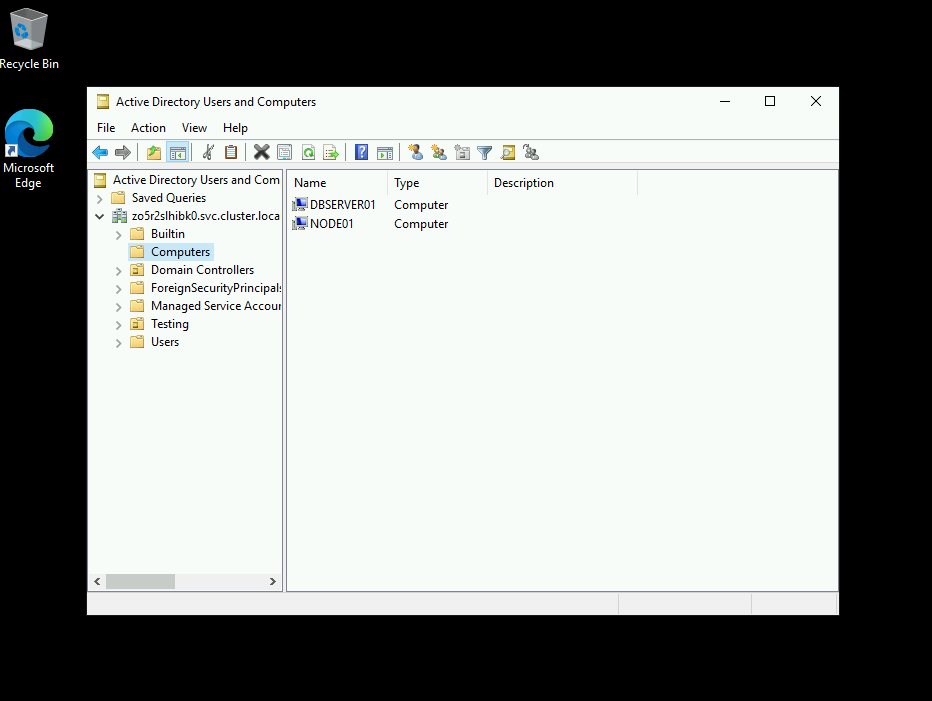 Recycle Bin
Microsoft
Edge
Active Directory Users and Computers
File Action View Help
Active Directory Users and Com
Saved Queries
zo5r2slhibk0.svc.cluster.loca
Builtin
Computers
Domain Controllers
ForeignSecurityPrincipals
Managed Service Accour
Testing
Users
Name Type Description
DBSERVER01 Computer
NODE01 Computer